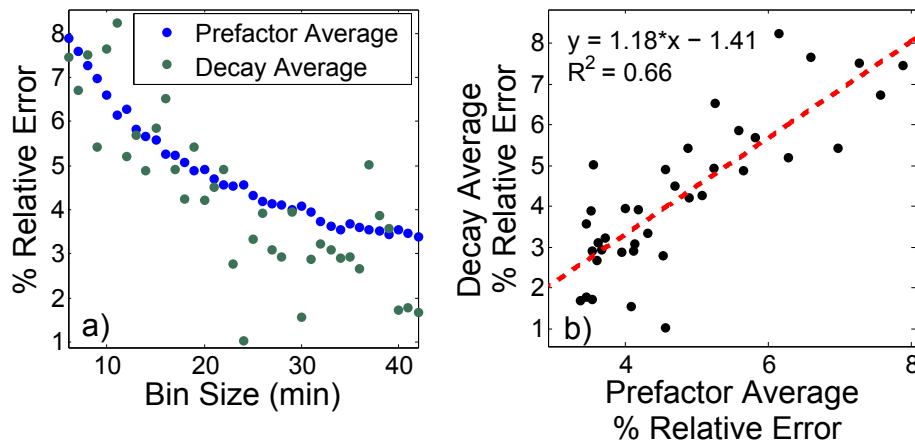 8
7
6
5
4
3
2
1
% Relative Error
Prefactor Average
Decay Average
a)
10
20
30
40
Bin Size (min)
8
7
6
5
4
3
2
1
Decay Average
% Relative Error
y = 1.18*x − 1.41
R² = 0.66
b)
4
5
6
7
8
Prefactor Average
% Relative Error